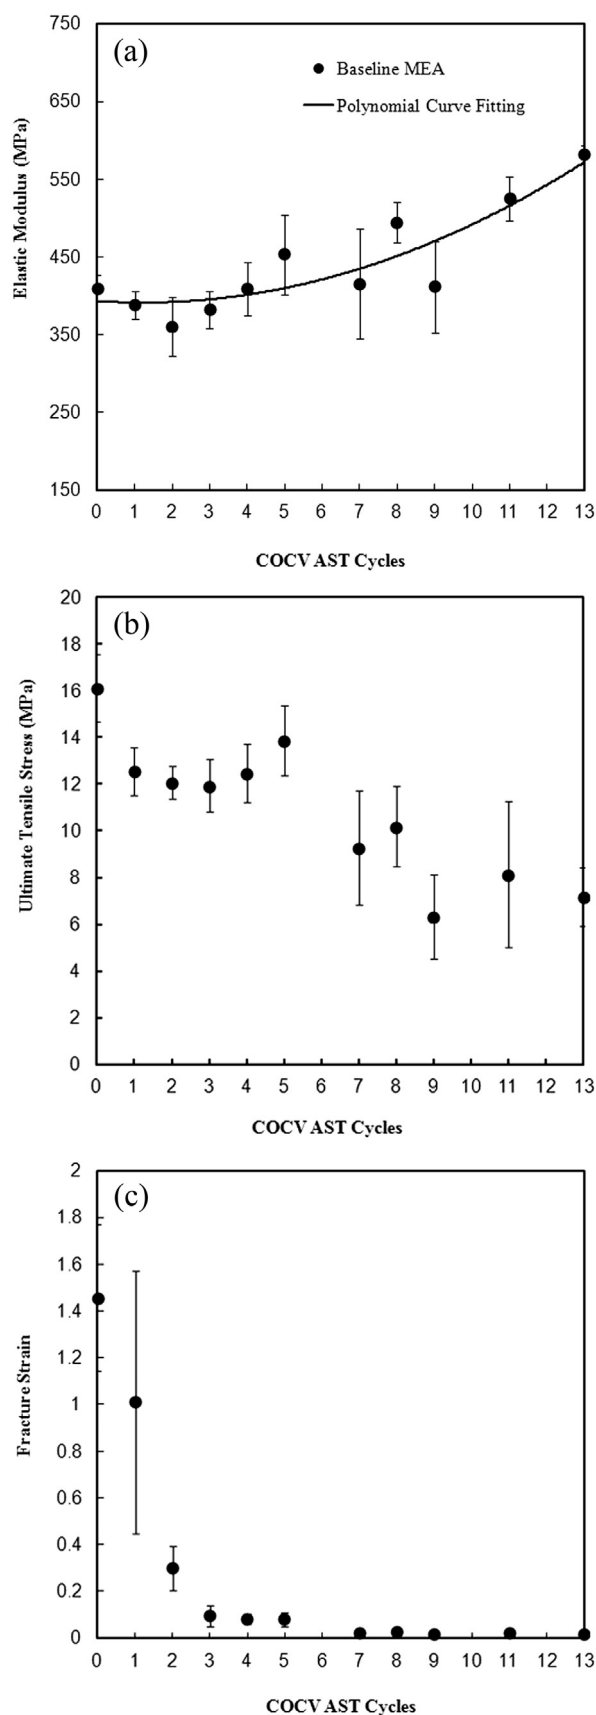 (a)
750
650
550
450
350
250
150
Elastic Modulus (MPa)
Baseline MEA
Polynomial Curve Fitting
0 1 2 3 4 5 6 7 8 9 10 11 12 13
COCV AST Cycles
(b)
20
18
16
14
12
10
8
6
4
2
0
Ultimate Tensile Stress (MPa)
0 1 2 3 4 5 6 7 8 9 10 11 12 13
COCV AST Cycles
(c)
2
1.8
1.6
1.4
1.2
1
0.8
0.6
0.4
0.2
0
Fracture Strain
0 1 2 3 4 5 6 7 8 9 10 11 12 13
COCV AST Cycles